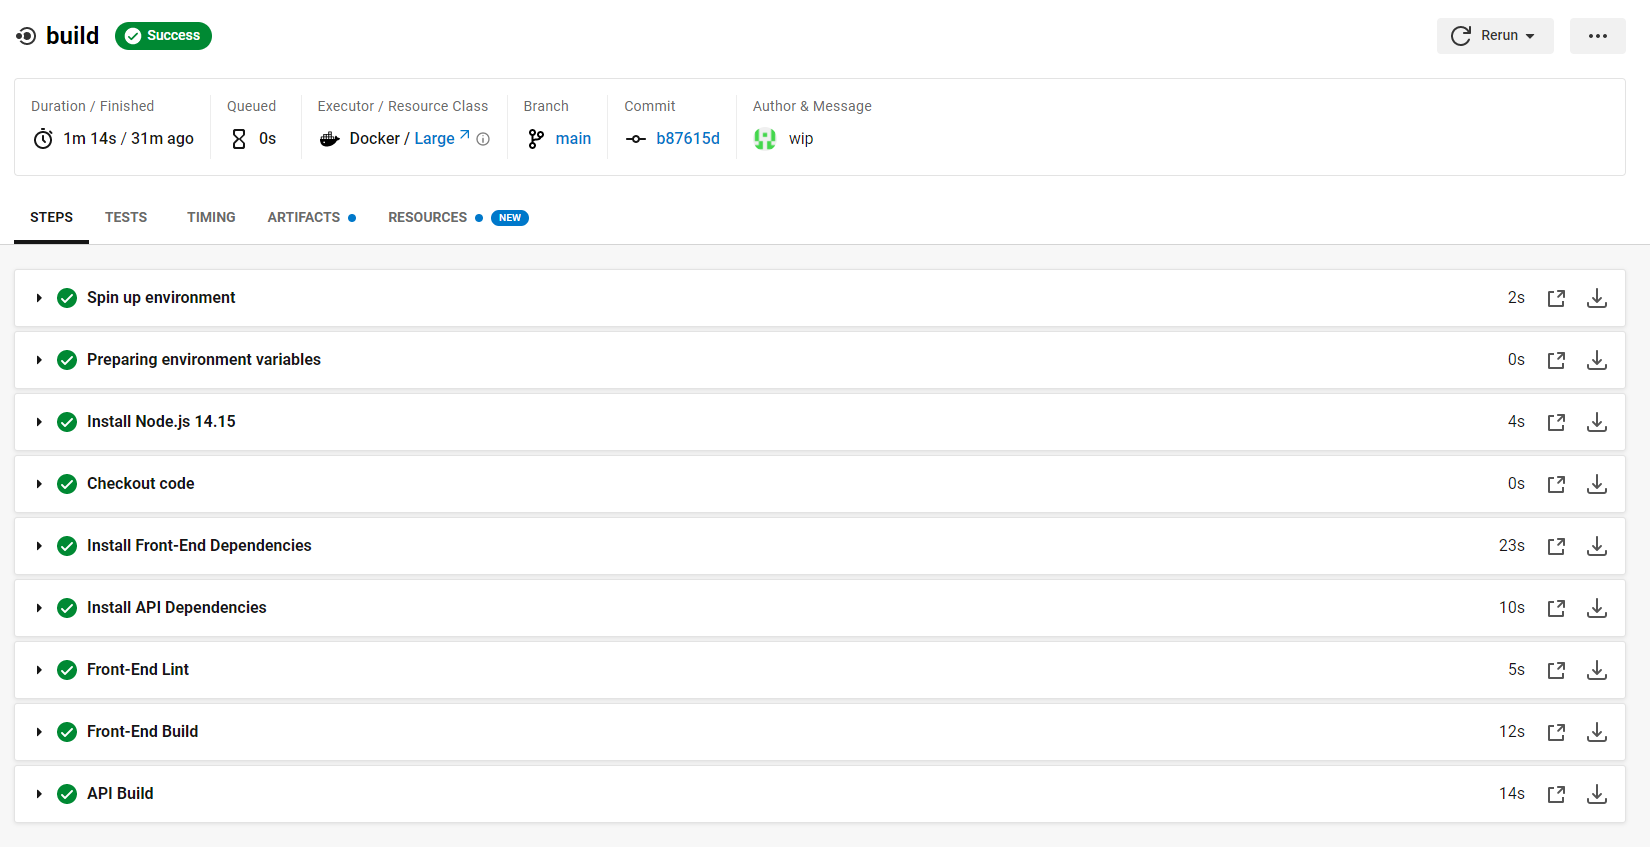 build Success Rerun
Duration / Finished Queued Executor / Resource Class Branch Commit Author & Message
1m 14s / 31m ago 0s Docker / Large main b87615d wip
STEPS TESTS TIMING ARTIFACTS RESOURCES NEW
Spin up environment 2s
Preparing environment variables 0s
Install Node.js 14.15 4s
Checkout code 0s
Install Front-End Dependencies 23s
Install API Dependencies 10s
Front-End Lint 5s
Front-End Build 12s
API Build 14s